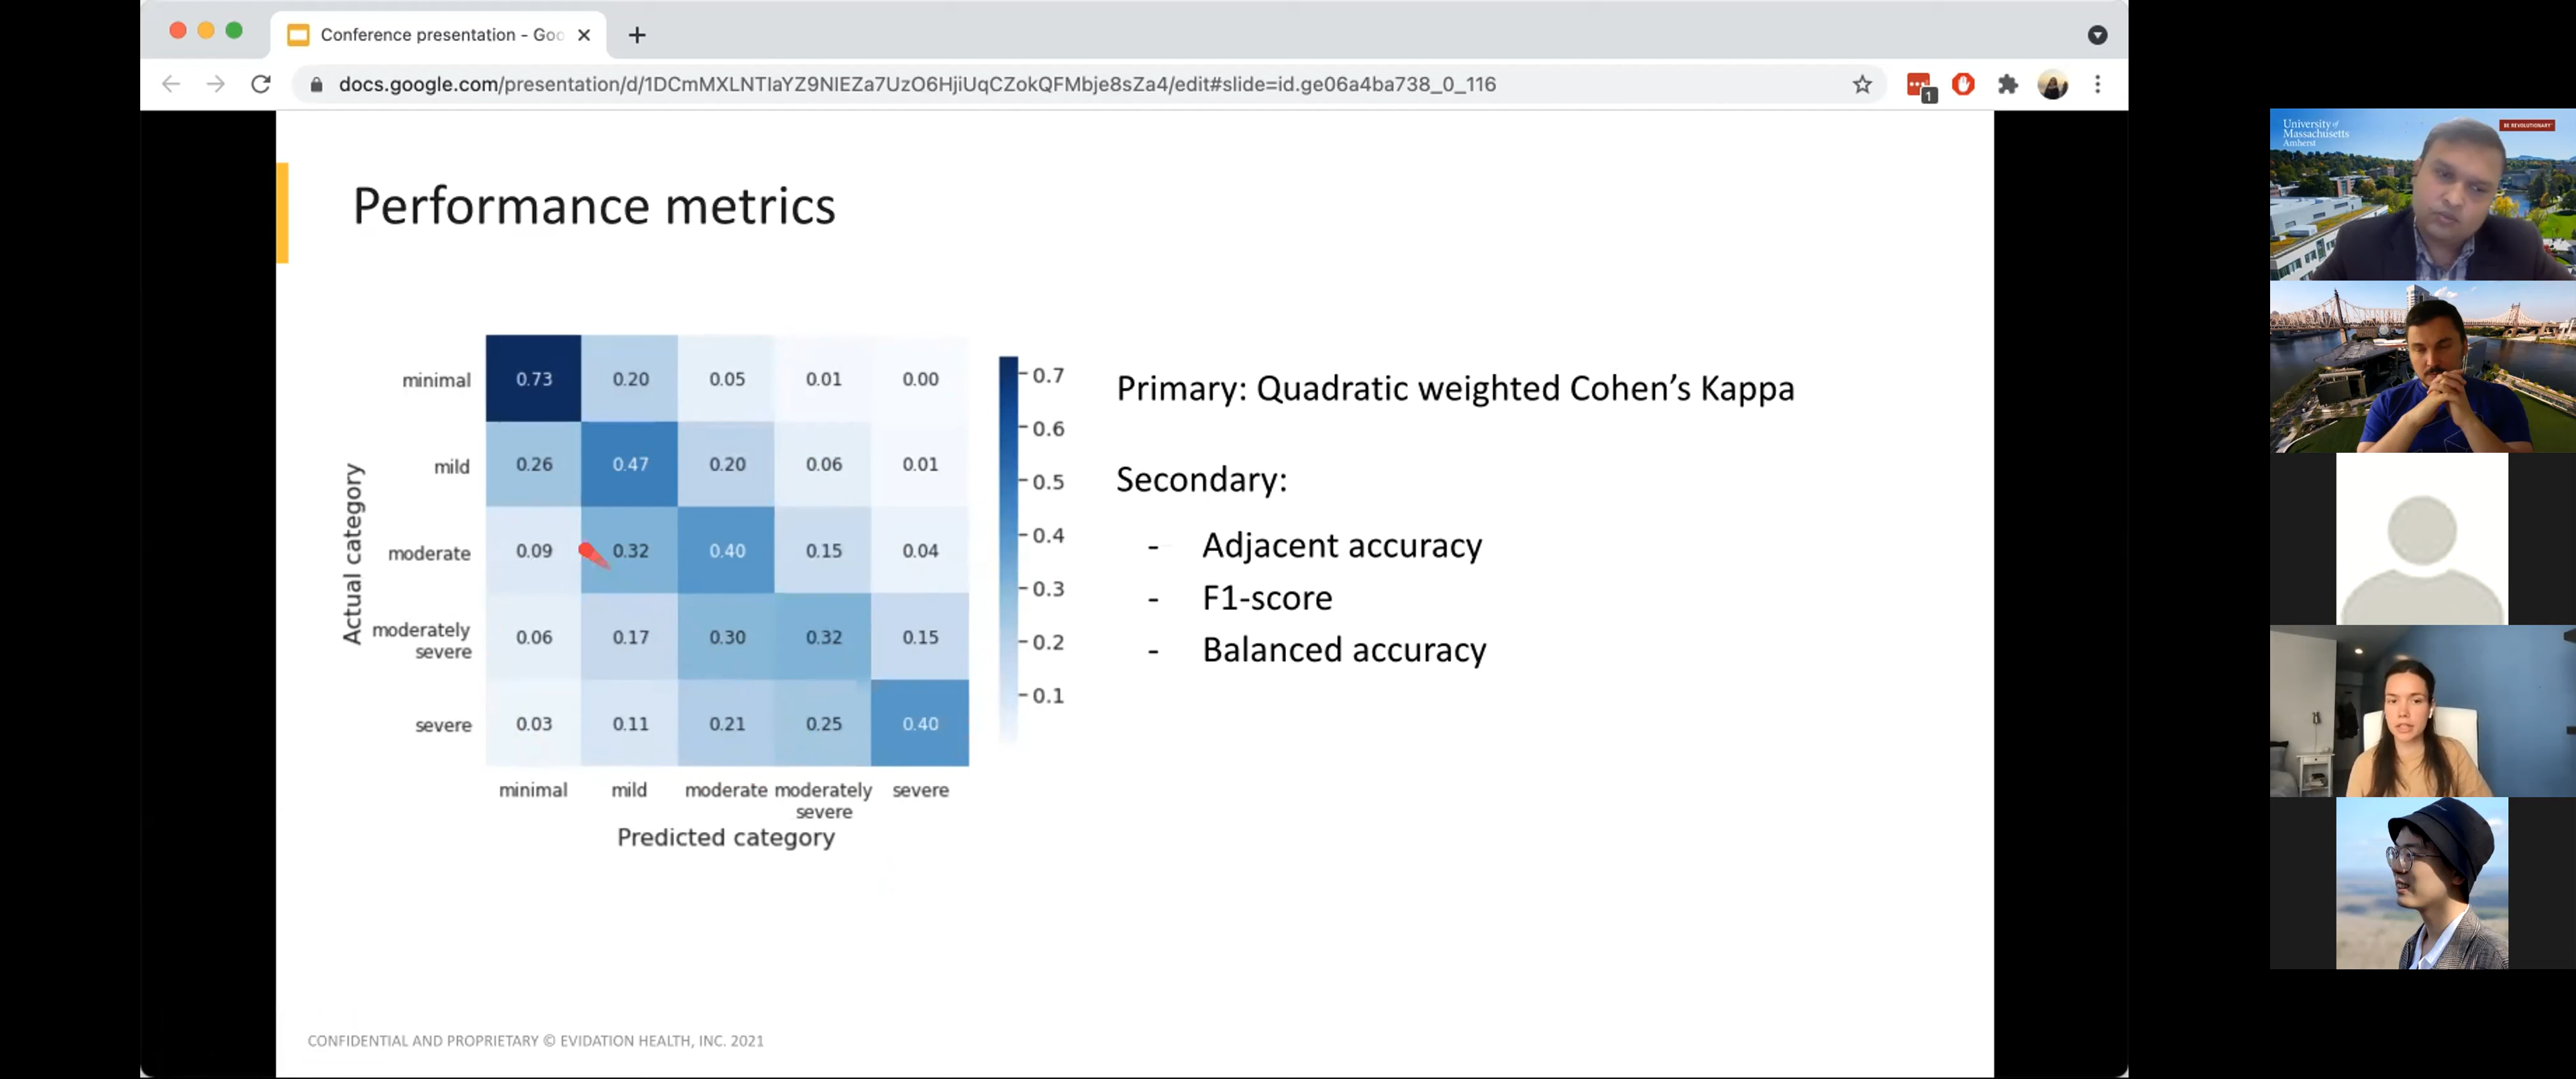 Conference presentation - Goo
docs.google.com/presentation/d/1DCmMXLNTIaYZ9NIEZa7UzO6HjiUqCZokQFMbje8sZa4/edit#slide=id.ge06a4ba738_0_116
1
Performance metrics
Actual category
minimal 0.73 0.20 0.05 0.01 0.00
mild 0.26 0.47 0.20 0.06 0.01
moderate 0.09 0.32 0.40 0.15 0.04
moderately
severe 0.06 0.17 0.30 0.32 0.15
severe 0.03 0.11 0.21 0.25 0.40
minimal mild moderate moderately severe
severe
Predicted category
0.7
0.6
0.5
0.4
0.3
0.2
0.1
Primary: Quadratic weighted Cohen’s Kappa
Secondary:
- Adjacent accuracy
- F1-score
- Balanced accuracy
CONFIDENTIAL AND PROPRIETARY © EVIDATION HEALTH, INC. 2021
University of
Massachusetts
Amherst
BE REVOLUTIONARY™